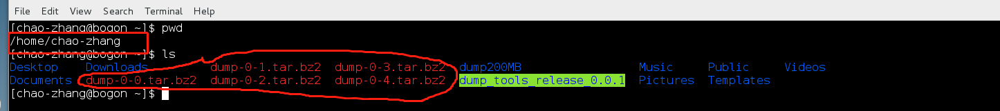 File Edit View Search Terminal Help
[chao-zhang@bogon ~]$ pwd
/home/chao-zhang
[chao-zhang@bogon ~]$ ls
Desktop Downloads dump-0-1.tar.bz2 dump-0-3.tar.bz2 dump200MB Music Public Videos
Documents dump-0-0.tar.bz2 dump-0-2.tar.bz2 dump-0-4.tar.bz2 dump_tools_release_0.0.1 Pictures Templates
[chao-zhang@bogon ~]$